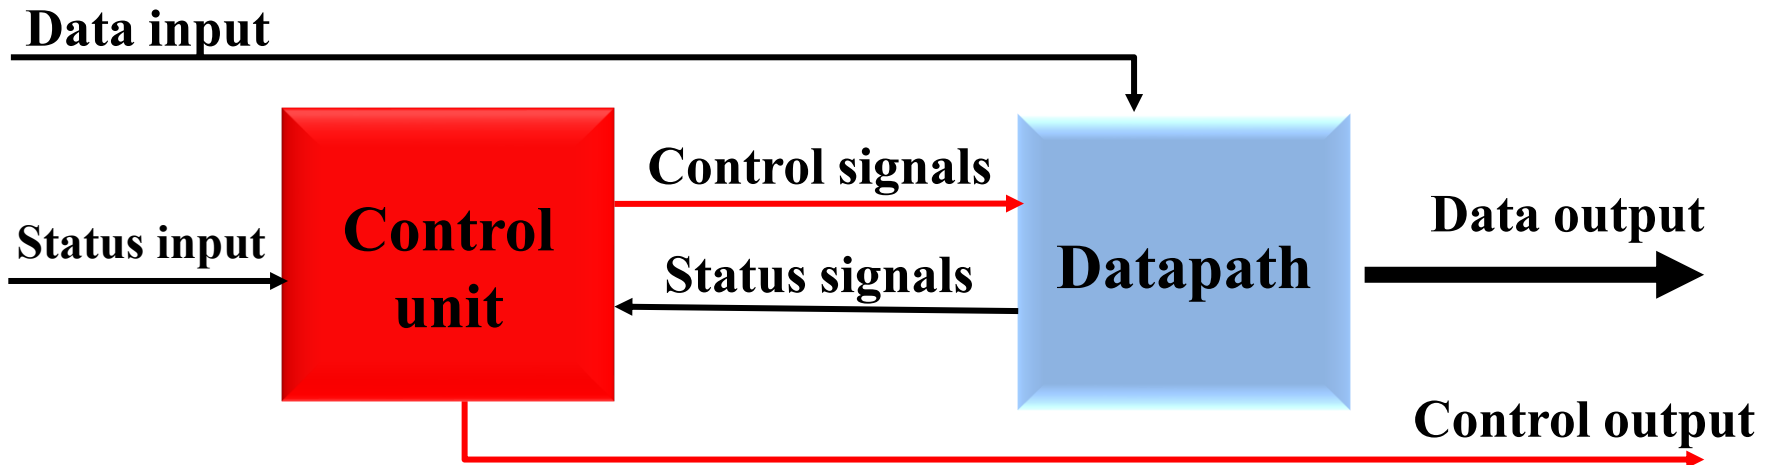 Data input
Control signals
Status input
Control
unit
Status signals
Datapath
Data output
Control output